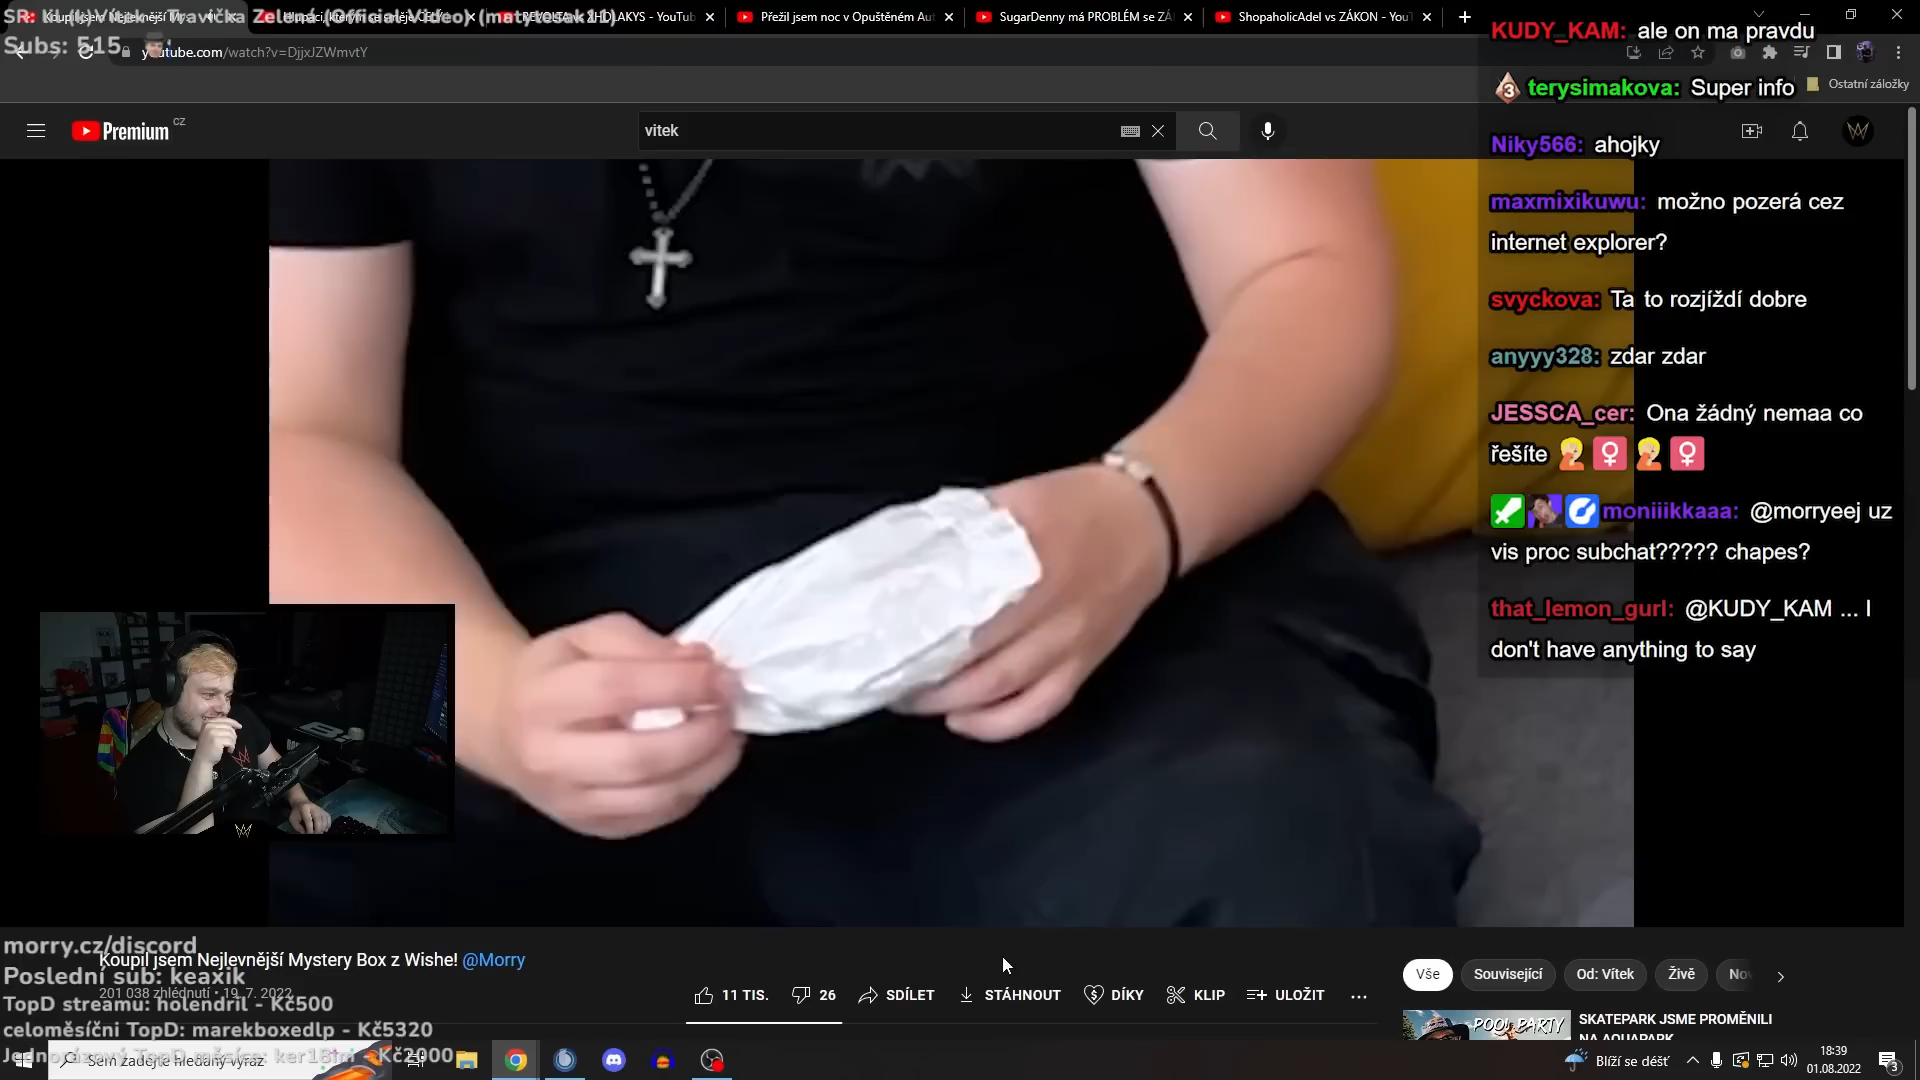 Přežil jsem noc v Opuštěném Au
SugarDenny má PROBLÉM se ZÁ
ShopaholicAdel vs ZÁKON - YouT
Subs: 515
youtube.com/watch?v=DjjxJZWmvtY
Ostatní záložky
Premium CZ
vitek
KUDY_KAM: ale on ma pravdu
terysimakova: Super info
Niky566: ahojky
maxmixikuwu: možno pozerá cez
internet explorer?
svyckova: Ta to rozjíždí dobre
anyyy328: zdar zdar
JESSCA_cer: Ona žádný nemaa co
řešíte
moniiikkaaa: @morryeej uz
vis proc subchat????? chapes?
that_lemon_gurl: @KUDY_KAM ... I
don't have anything to say
morry.cz/discord
Koupil jsem Nejlevnější Mystery Box z Wishe! @Morry
Poslední sub: keaxik
201 038 zhlédnutí • 19. 7. 2022
TopD streamu: holendril - Kč500
celoměsíčni TopD: marekboxedlp - Kč5320
11 TIS.
26
SDÍLET
STÁHNOUT
DÍKY
KLIP
ULOŽIT
Vše
Související
Od: Vítek
Živě
POOL PARTY
SKATEPARK JSME PROMĚNILI
NA AQUAPARK
Sem zadejte hledaný výraz
Blíží se déšť
18:39
01.08.2022
3